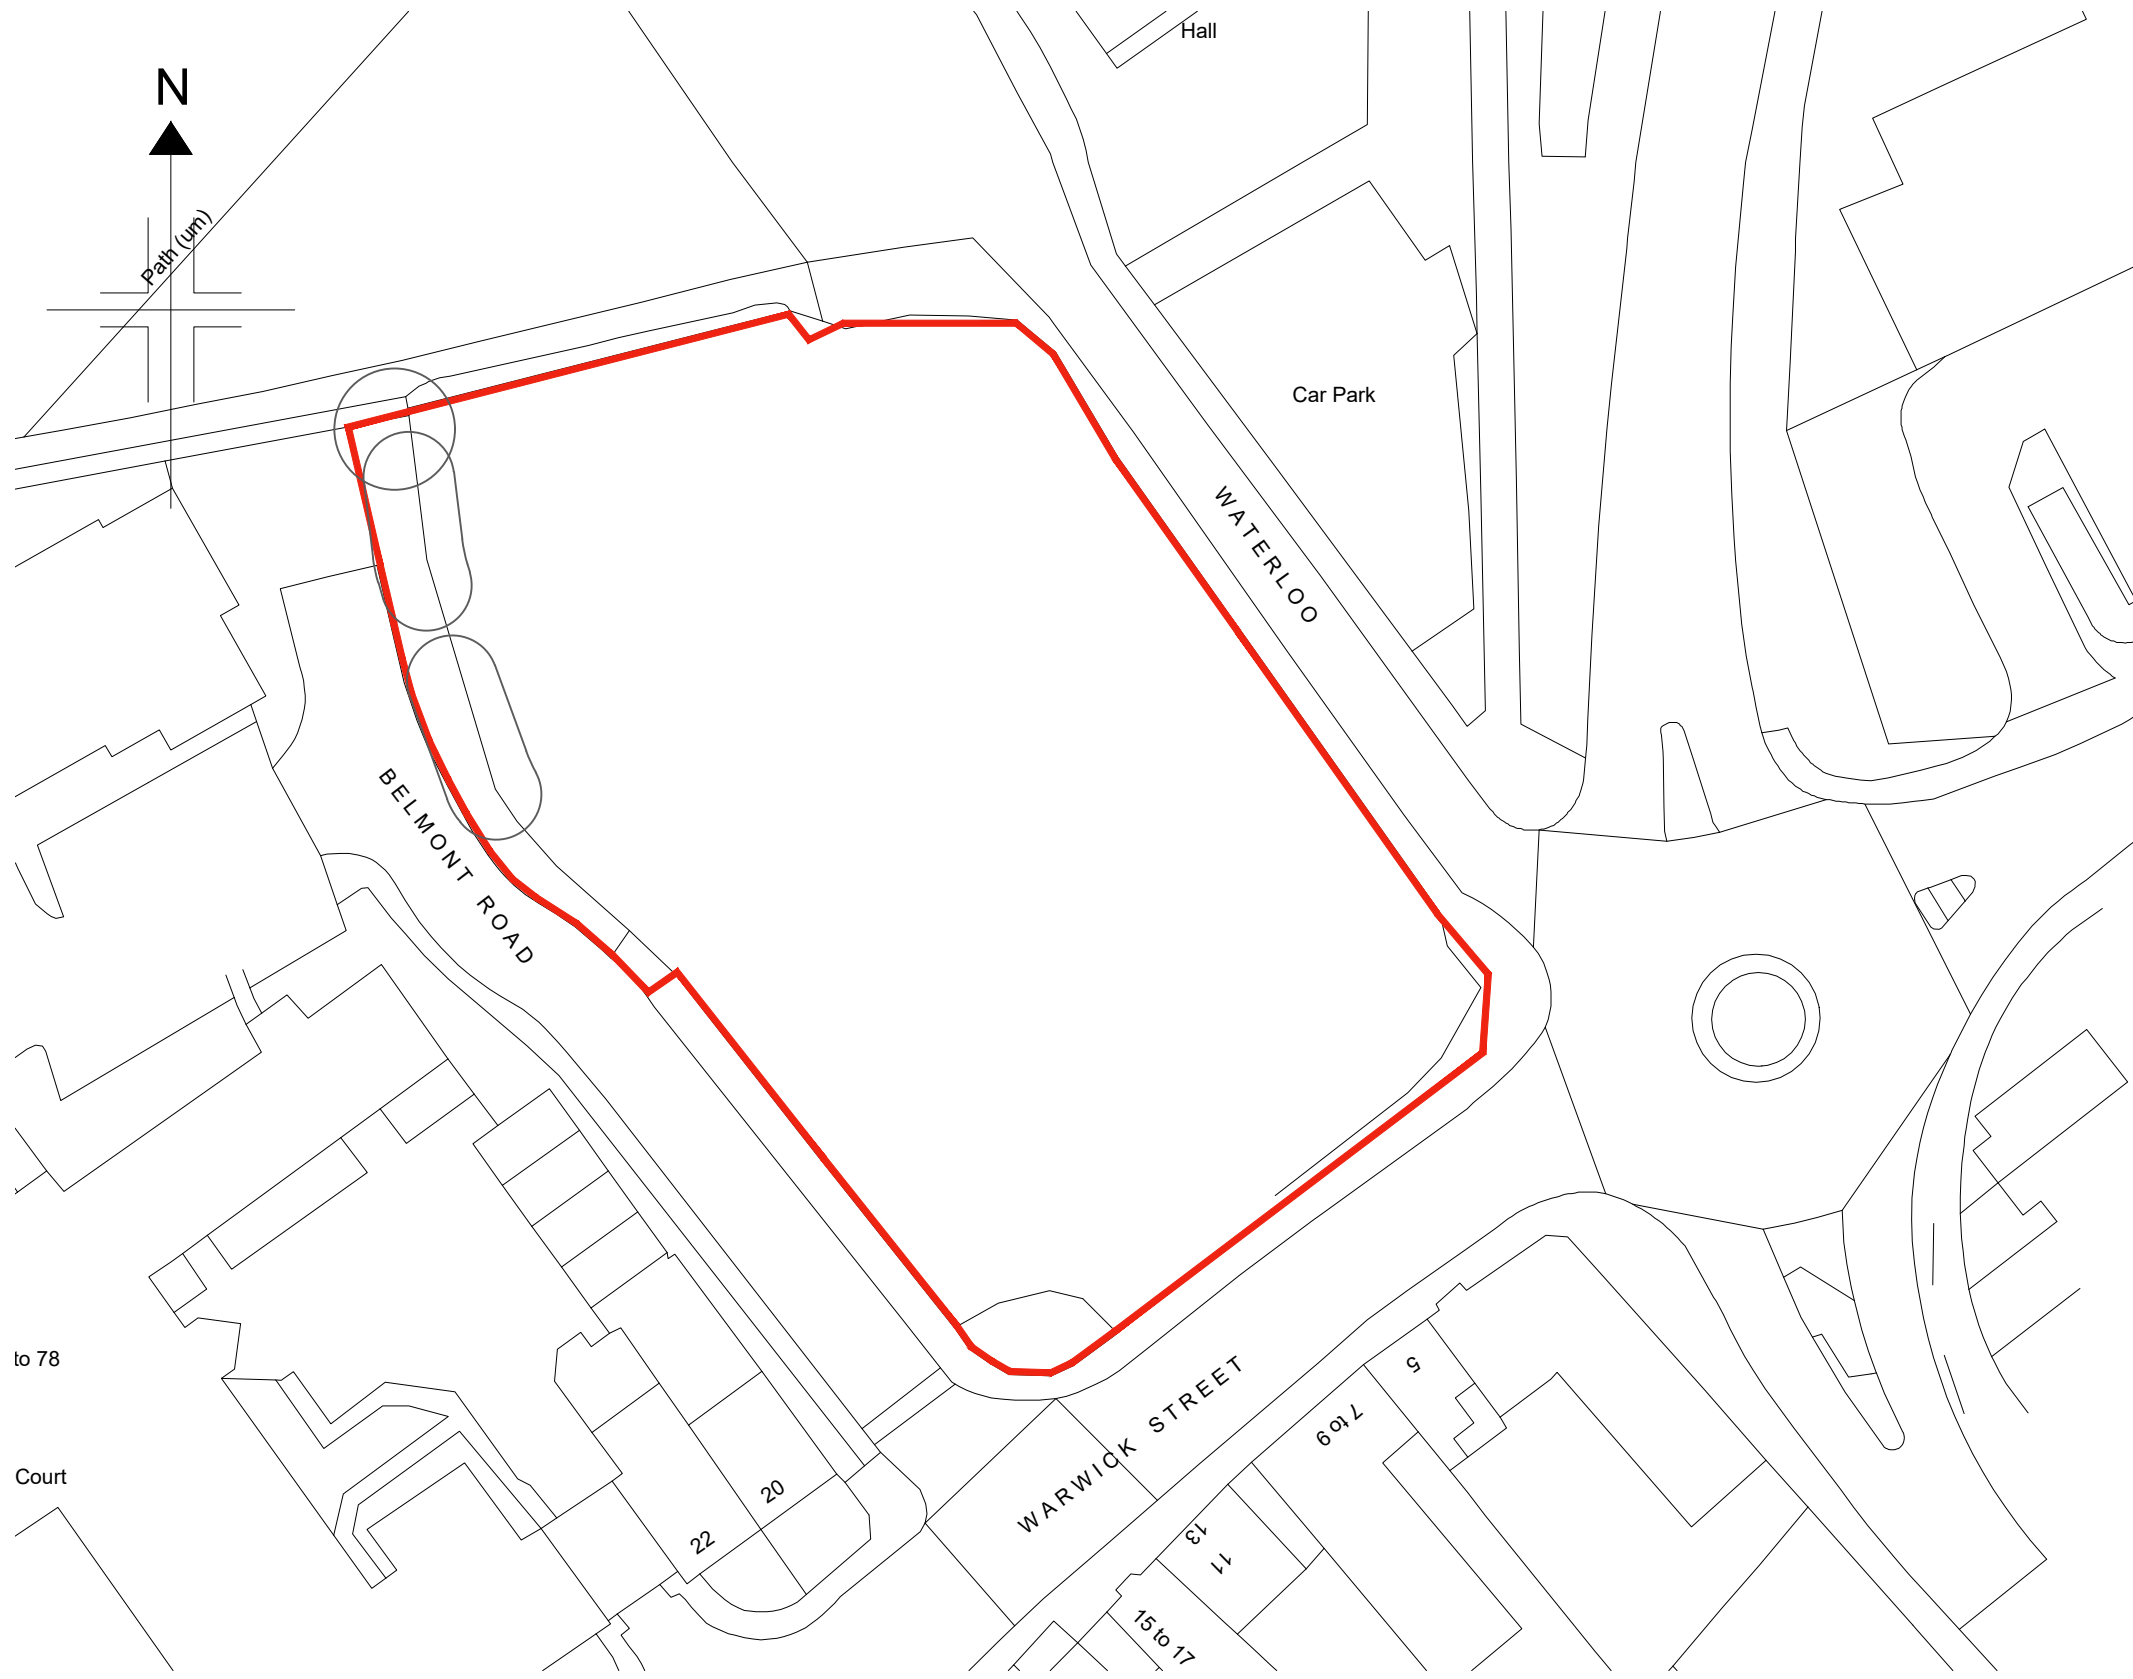 Hall
N
Path (um)
Car Park
WATERLOO
BELMONT ROAD
to 78
5
WARWICK STREET
7 to 9
Court
20
22
13
11
15 to 17